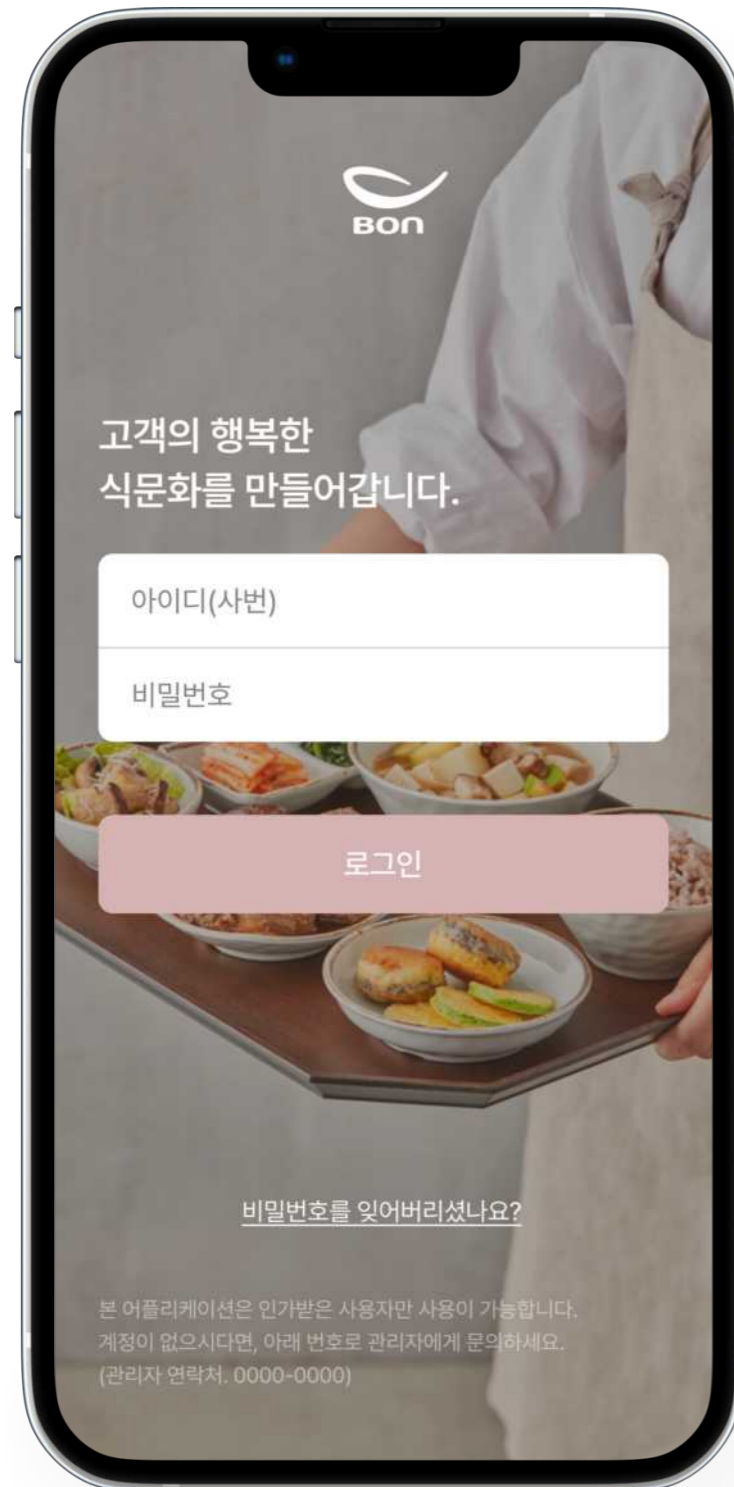 BON
고객의 행복한
식문화를 만들어갑니다.
아이디(사번)
비밀번호
로그인
비밀번호를 잊어버리셨나요?
본 어플리케이션은 인가받은 사용자만 사용이 가능합니다.
계정이 없으시다면, 아래 번호로 관리자에게 문의하세요.
(관리자 연락처. 0000-0000)